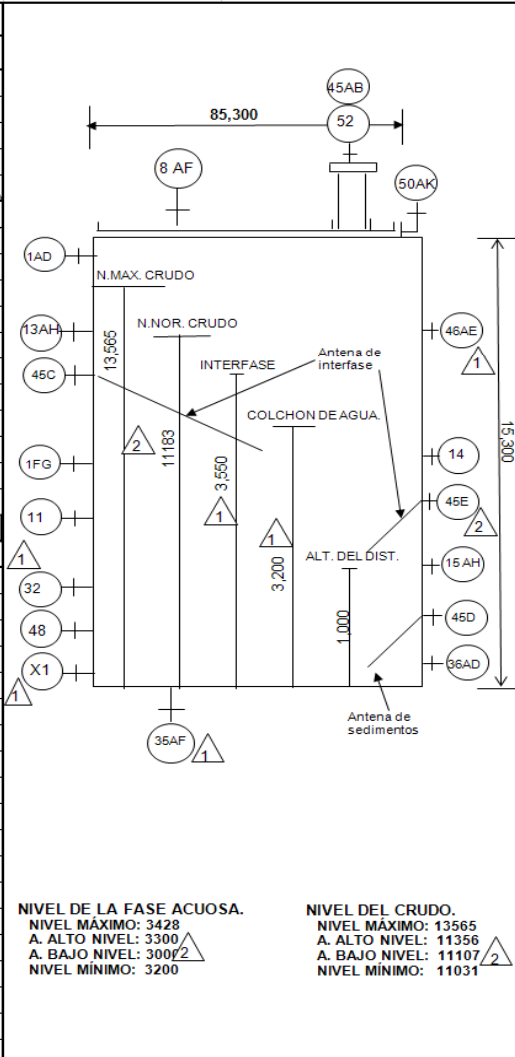 45AB
85,300
52
8 AF
50AK
1AD
N.MAX. CRUDO
13AH
N.NOR. CRUDO
46AE
13,565
Antena de
interfase
1
INTERFASE
45C
COLCHON DE AGUA.
15,300
2
11183
14
1FG
3,550
45E
1
11
1
2
ALT. DEL DIST.
1
3,200
15 AH
32
1,000
48
45D
X1
36AD
1
Antena de
sedimentos
35AF
1
NIVEL DE LA FASE ACUOSA.
NIVEL MÁXIMO: 3428
A. ALTO NIVEL: 3300
A. BAJO NIVEL: 3000
2
NIVEL MÍNIMO: 3200
NIVEL DEL CRUDO.
NIVEL MÁXIMO: 13565
A. ALTO NIVEL: 11356
A. BAJO NIVEL: 11107
2
NIVEL MÍNIMO: 11031